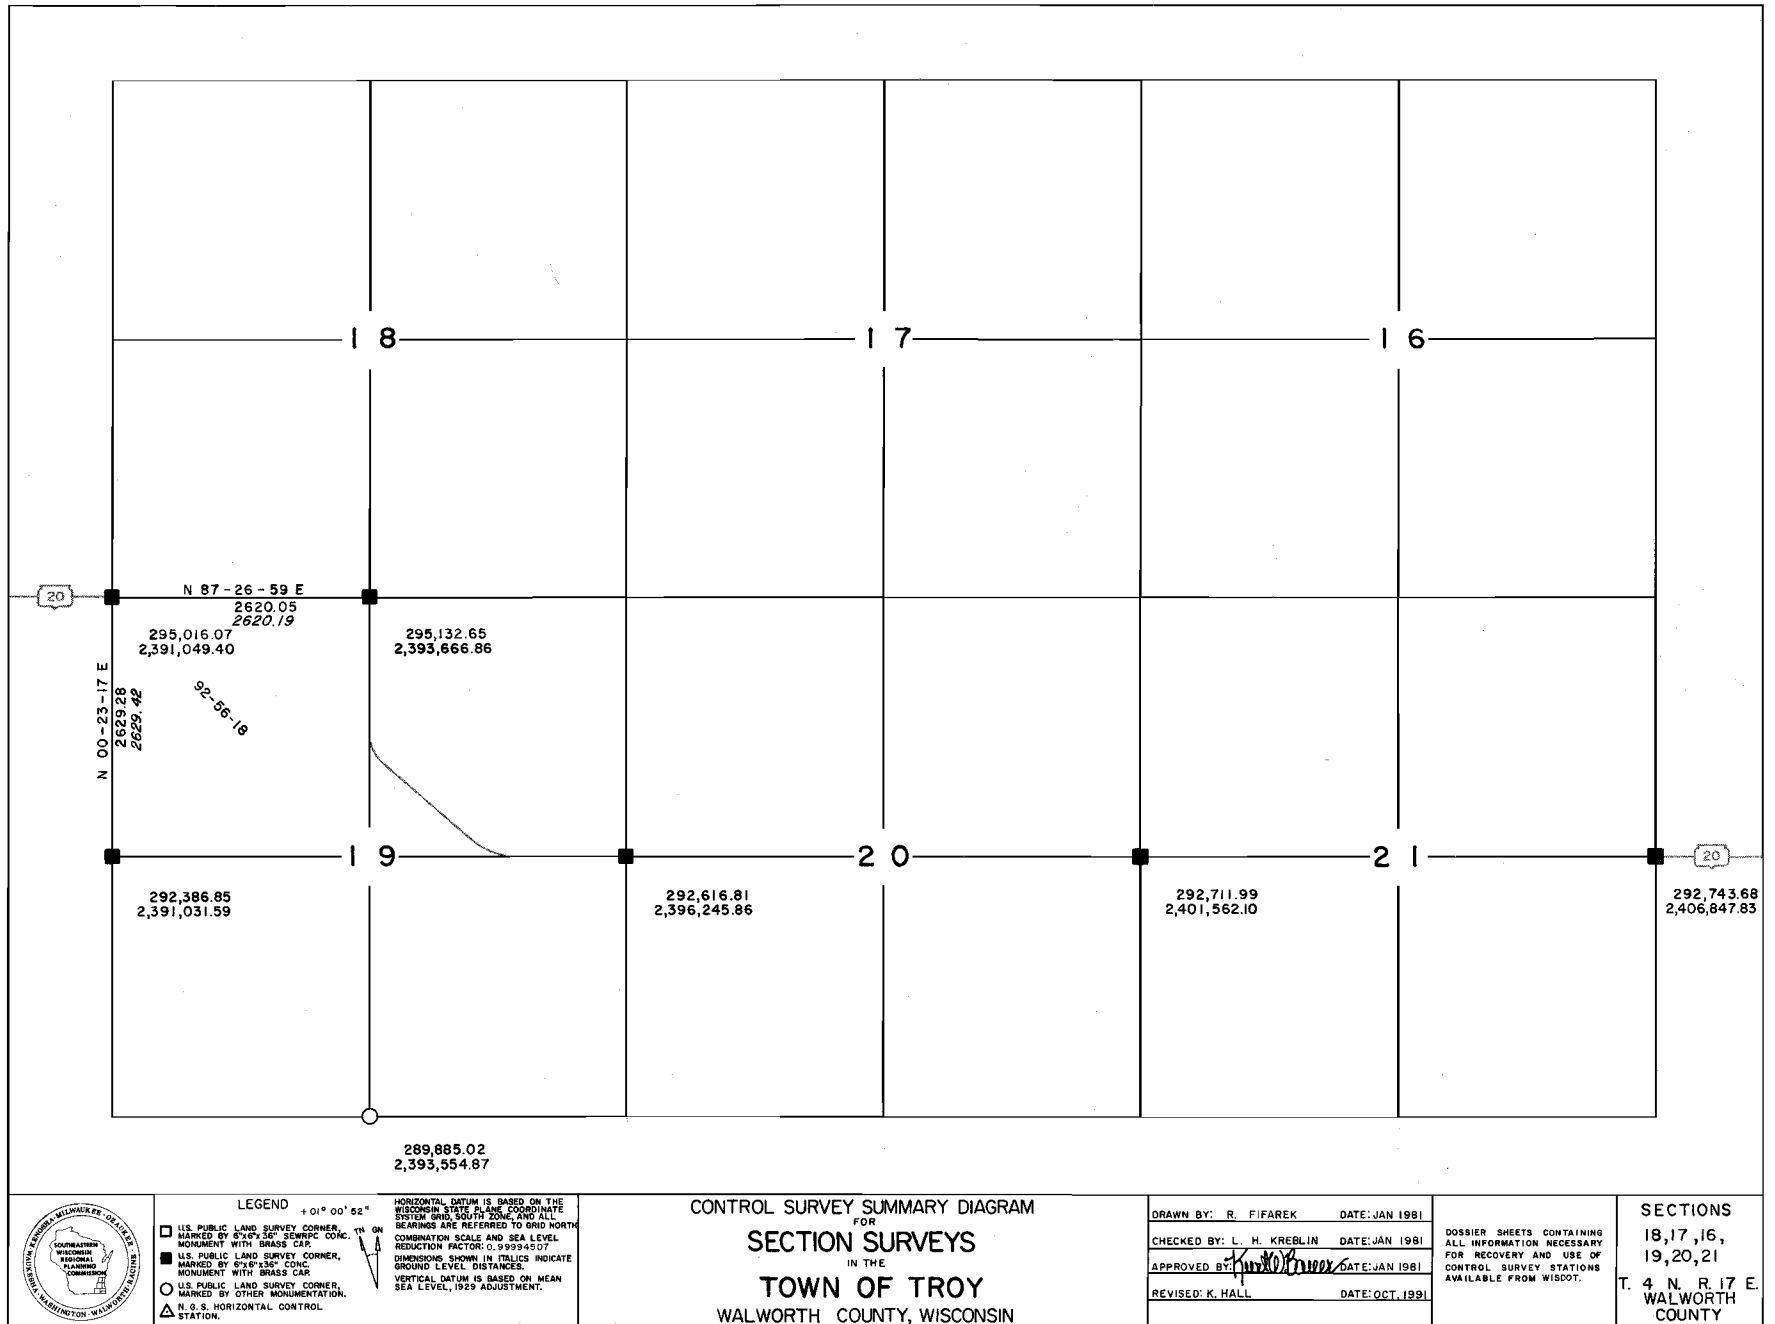 18
17
16
20
N 87-26-59 E
2620.05
2620.19
295,016.07
2,391,049.40
295,132.65
2,393,666.86
N 00-23-17 E
2629.28
2629.42
92-56-18
19
20
21
20
292,386.85
2,391,031.59
292,616.81
2,396,245.86
292,711.99
2,401,562.10
292,743.68
2,406,847.83
289,885.02
2,393,554.87
KENOSHA·MILWAUKEE·OZAUKEE·RACINE·WALWORTH·WASHINGTON·WAUKESHA
SOUTHEASTERN
WISCONSIN
REGIONAL
PLANNING
COMMISSION
LEGEND
U.S. PUBLIC LAND SURVEY CORNER,
MARKED BY 6"x6"x36" SEWRPC CONC.
MONUMENT WITH BRASS CAP.
U.S. PUBLIC LAND SURVEY CORNER,
MARKED BY 6"x6"x36" CONC.
MONUMENT WITH BRASS CAP.
U.S. PUBLIC LAND SURVEY CORNER,
MARKED BY OTHER MONUMENTATION.
N.G.S. HORIZONTAL CONTROL
STATION.
+01° 00' 52"
TN GN
HORIZONTAL DATUM IS BASED ON THE
WISCONSIN STATE PLANE COORDINATE
SYSTEM GRID, SOUTH ZONE, AND ALL
BEARINGS ARE REFERRED TO GRID NORTH
COMBINATION SCALE AND SEA LEVEL
REDUCTION FACTOR: 0.99994507
DIMENSIONS SHOWN IN ITALICS INDICATE
GROUND LEVEL DISTANCES.
VERTICAL DATUM IS BASED ON MEAN
SEA LEVEL, 1929 ADJUSTMENT.
CONTROL SURVEY SUMMARY DIAGRAM
FOR
SECTION SURVEYS
IN THE
TOWN OF TROY
WALWORTH COUNTY, WISCONSIN
DRAWN BY: R. FIFAREK DATE: JAN 1981
CHECKED BY: L. H. KREBLIN DATE: JAN 1981
APPROVED BY: DATE: JAN 1981
REVISED: K. HALL DATE: OCT. 1991
DOSSIER SHEETS CONTAINING
ALL INFORMATION NECESSARY
FOR RECOVERY AND USE OF
CONTROL SURVEY STATIONS
AVAILABLE FROM WISDOT.
SECTIONS
18,17,16,
19,20,21
T. 4 N. R. 17 E.
WALWORTH
COUNTY